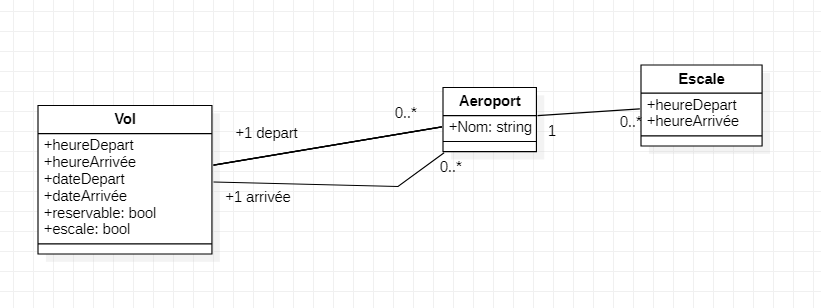 Vol
+heureDepart
+heureArrivée
+dateDepart
+dateArrivée
+reservable: bool
+escale: bool
+1 depart
0..*
+1 arrivée
0..*
Aeroport
+Nom: string
1
0..*
Escale
+heureDepart
+heureArrivée